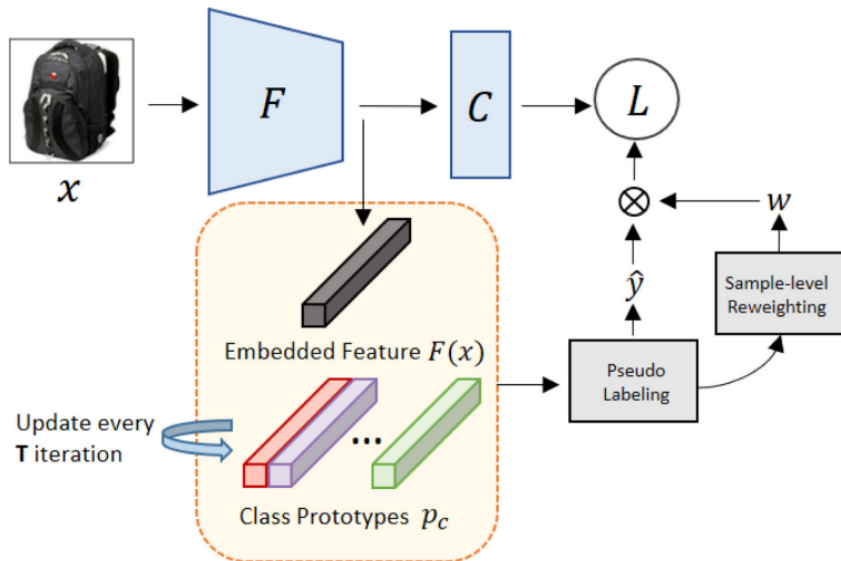 F
C
L
x
w
ŷ
Sample-level
Reweighting
Embedded Feature F(x)
Pseudo
Labeling
Update every
T iteration
...
Class Prototypes p_c